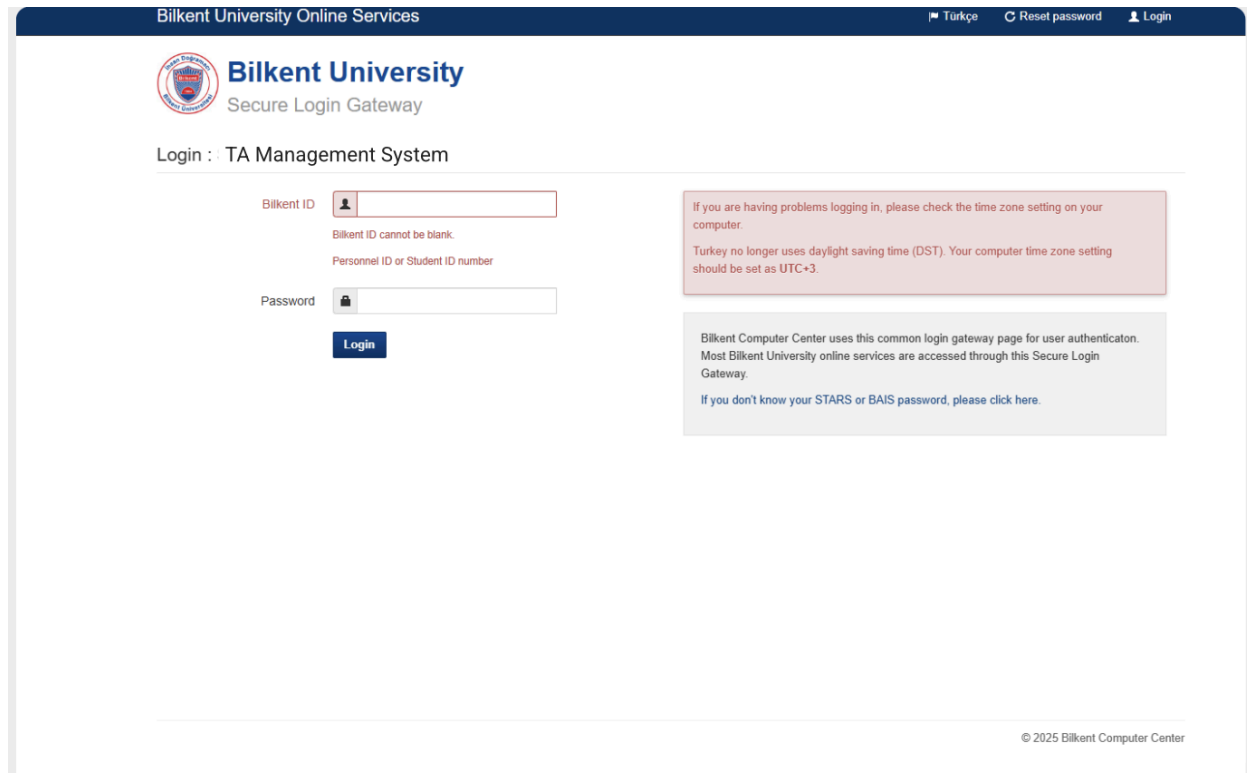 Bilkent University Online Services
Türkçe
Reset password
Login
Bilkent University
Secure Login Gateway
Login : TA Management System
Bilkent ID
Bilkent ID cannot be blank.
Personnel ID or Student ID number
Password
Login
If you are having problems logging in, please check the time zone setting on your
computer.
Turkey no longer uses daylight saving time (DST). Your computer time zone setting
should be set as UTC+3.
Bilkent Computer Center uses this common login gateway page for user authenticaton.
Most Bilkent University online services are accessed through this Secure Login
Gateway.
If you don't know your STARS or BAIS password, please click here.
© 2025 Bilkent Computer Center